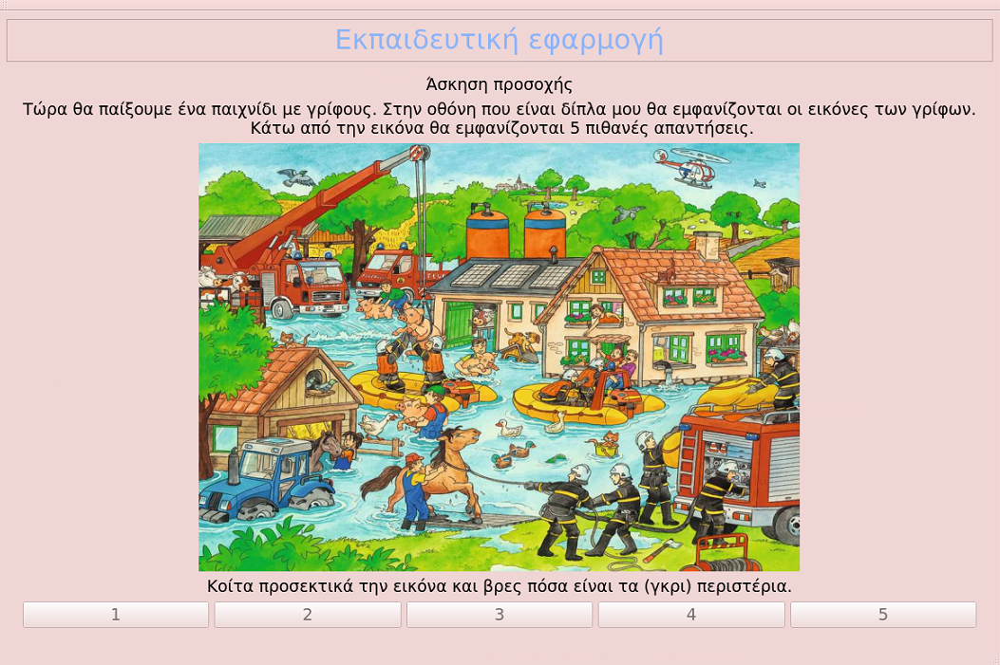 Εκπαιδευτική εφαρμογή
Άσκηση προσοχής
Τώρα θα παίξουμε ένα παιχνίδι με γρίφους. Στην οθόνη που είναι δίπλα μου θα εμφανίζονται οι εικόνες των γρίφων.
Κάτω από την εικόνα θα εμφανίζονται 5 πιθανές απαντήσεις.
Κοίτα προσεκτικά την εικόνα και βρες πόσα είναι τα (γκρι) περιστέρια.
1 2 3 4 5